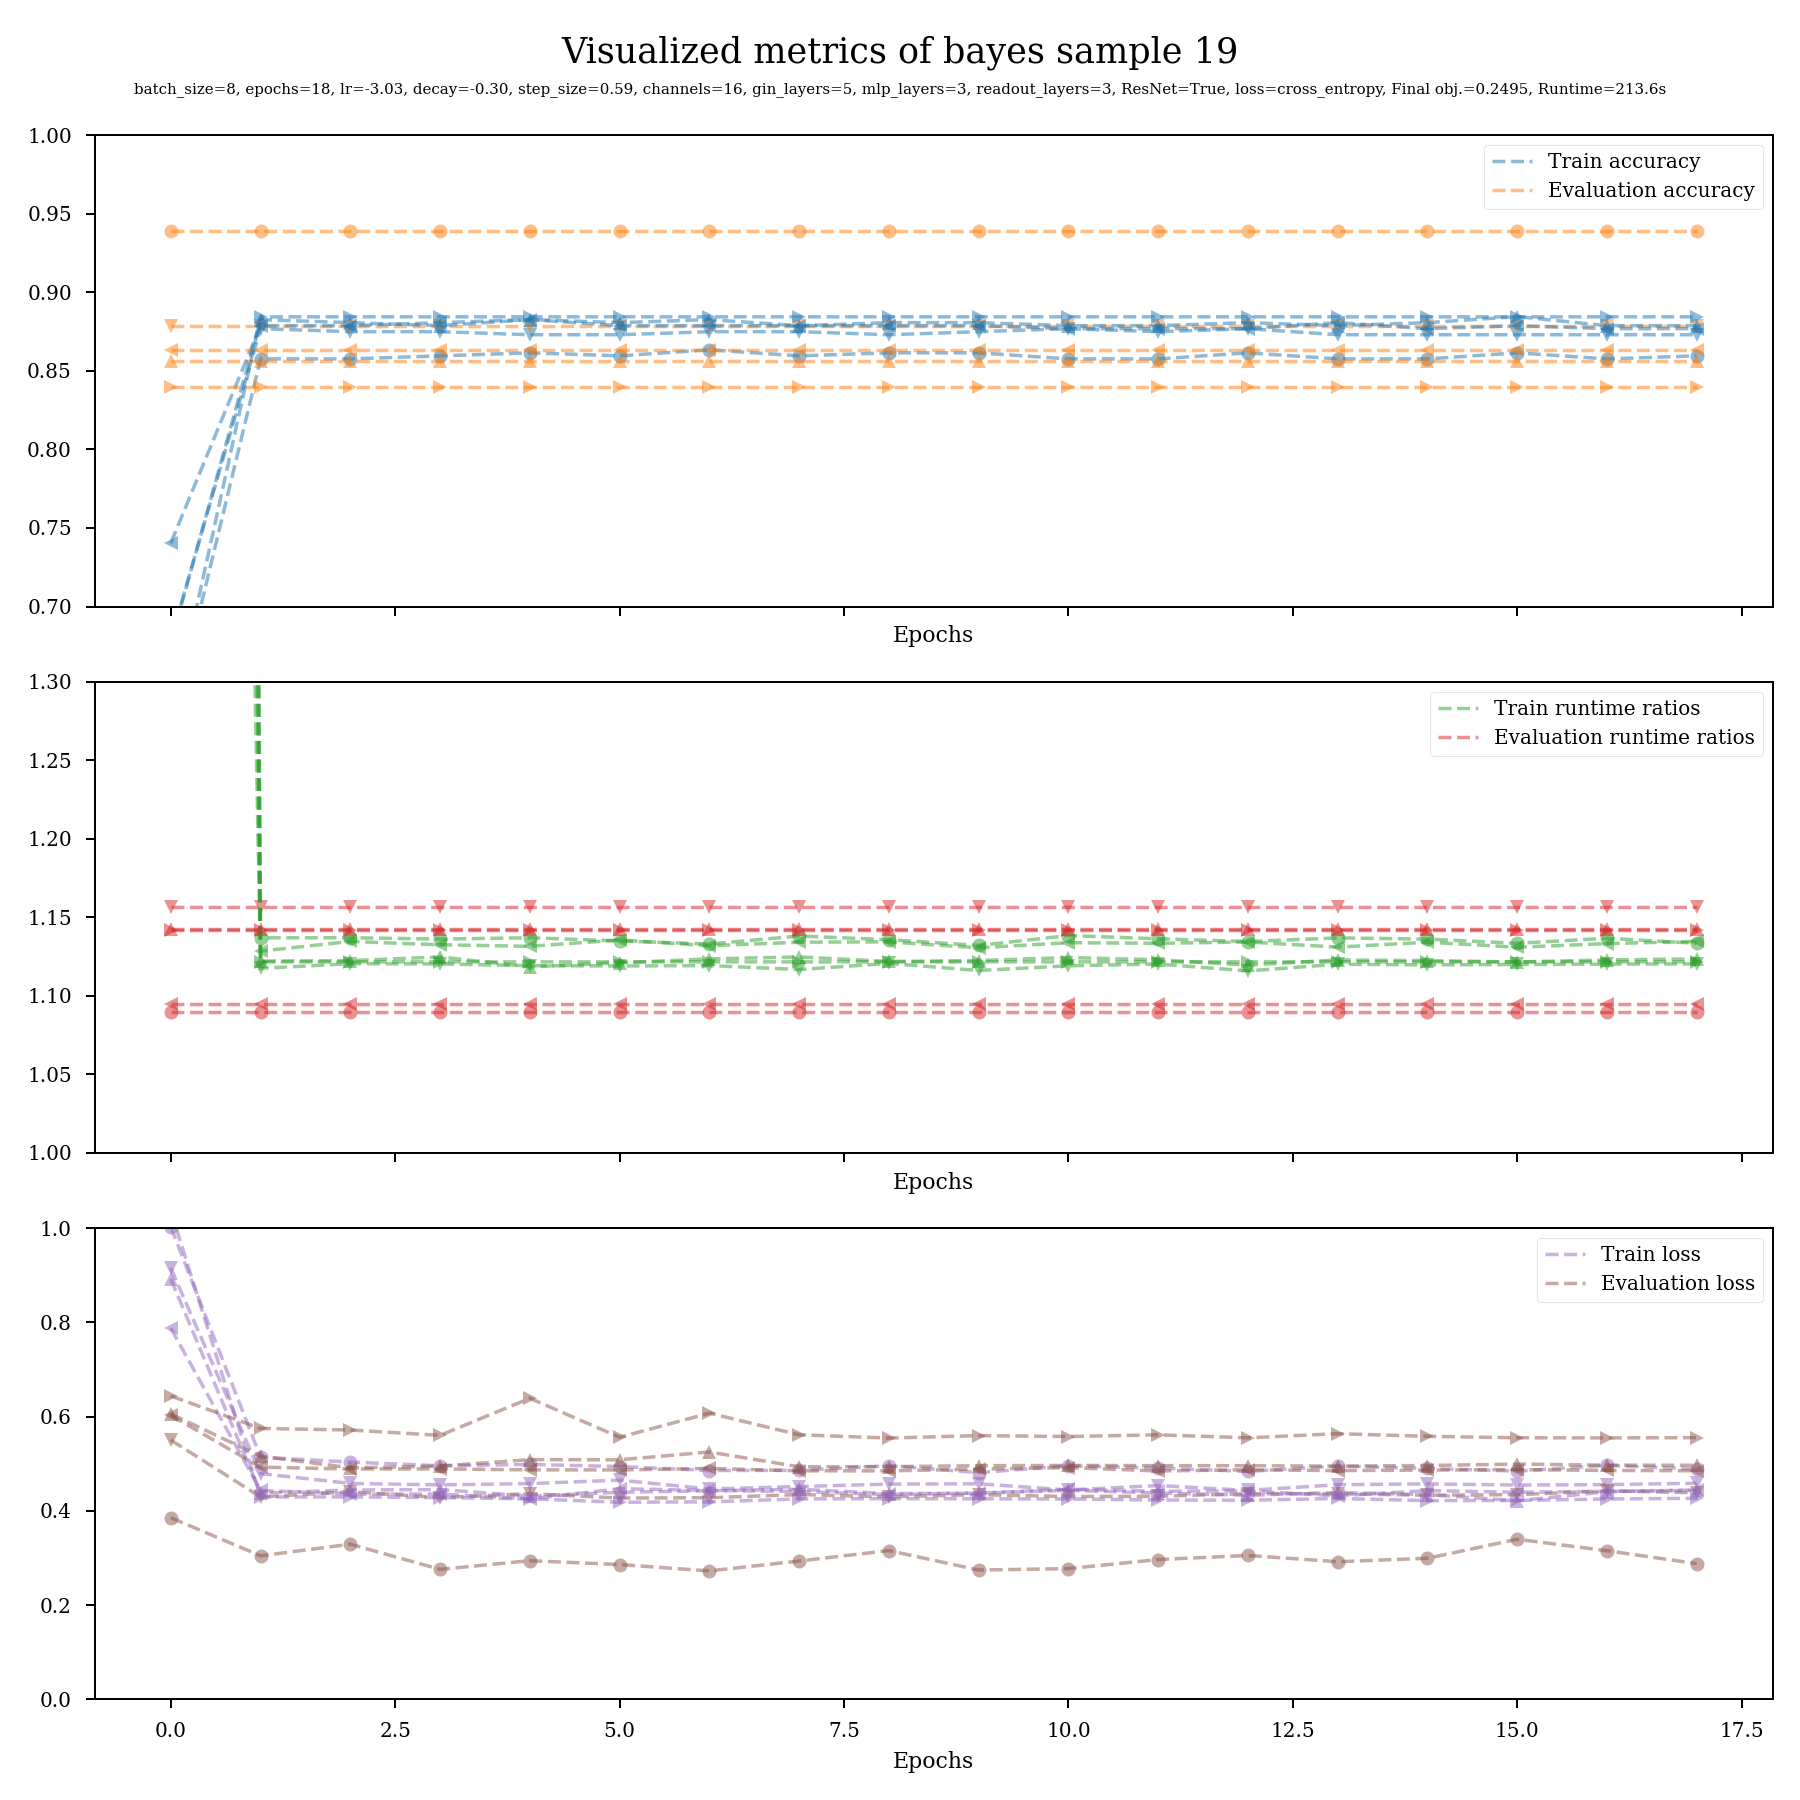 Visualized metrics of bayes sample 19
batch_size=8, epochs=18, lr=-3.03, decay=-0.30, step_size=0.59, channels=16, gin_layers=5, mlp_layers=3, readout_layers=3, ResNet=True, loss=cross_entropy, Final obj.=0.2495, Runtime=213.6s
1.00
Train accuracy
Evaluation accuracy
0.95
0.90
0.85
0.80
0.75
0.70
Epochs
1.30
Train runtime ratios
Evaluation runtime ratios
1.25
1.20
1.15
1.10
1.05
1.00
Epochs
1.0
Train loss
Evaluation loss
0.8
0.6
0.4
0.2
0.0
0.0 2.5 5.0 7.5 10.0 12.5 15.0 17.5
Epochs